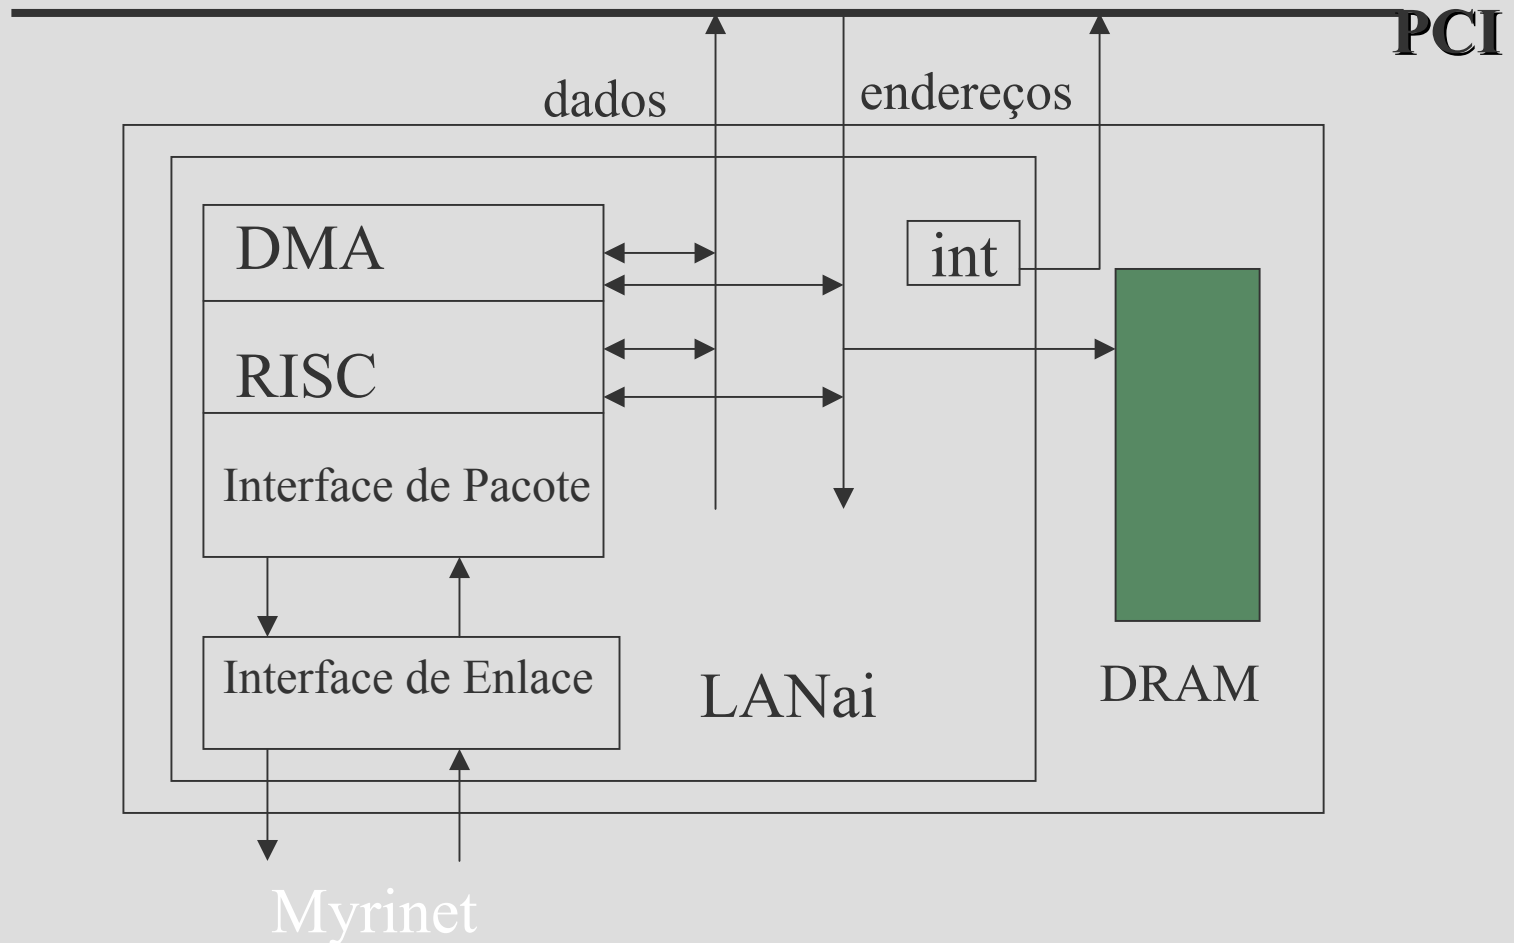 PCI
dados
endereços
DMA
int
RISC
Interface de Pacote
Interface de Enlace
LANai
DRAM
Myrinet